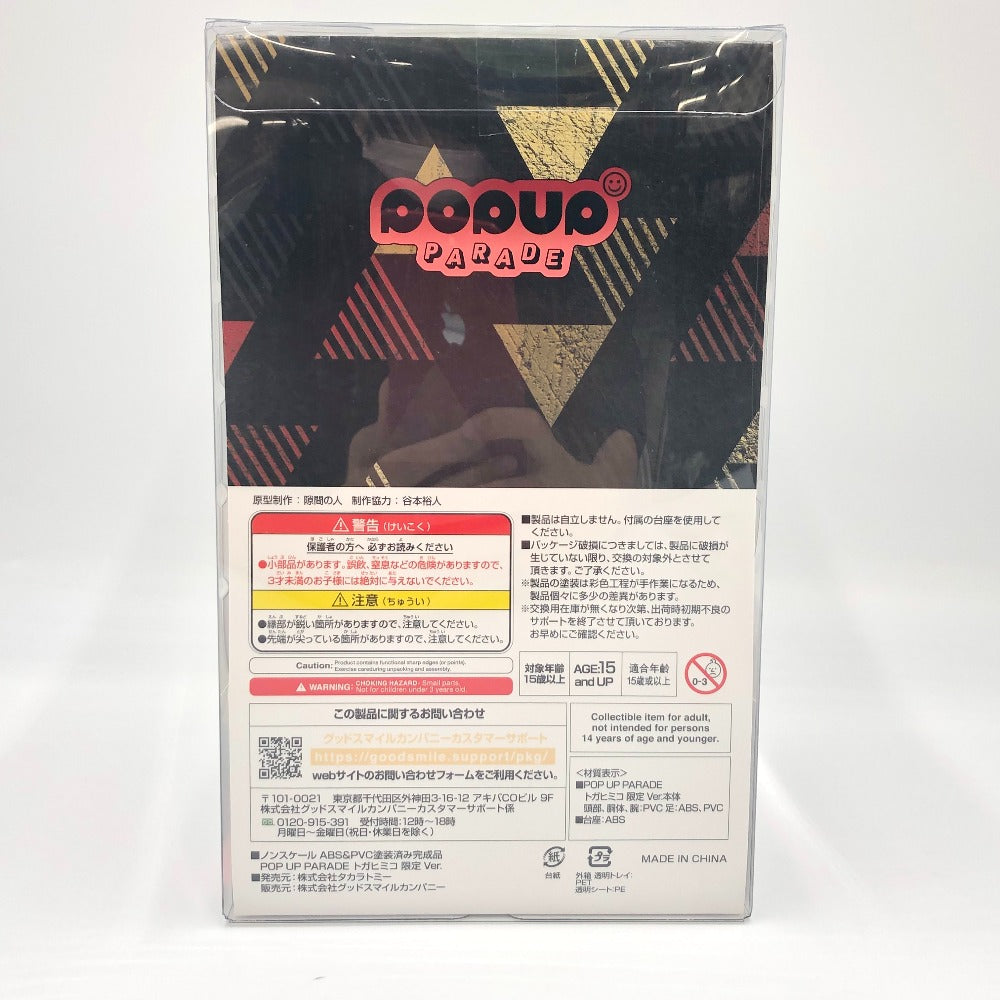 POPUP
PARADE
原型制作：隙間の人 制作協力：谷本裕人
警告(けいこく)
保護者の方へ 必ずお読みください
●小部品があります。誤飲、窒息などの危険がありますので、
3才未満のお子様には絶対に与えないでください。
注意(ちゅうい)
●縁部が鋭い箇所がありますので、注意してください。
●先端が尖っている箇所がありますので、注意してください。
Caution: Product contains functional sharp edges (or points).
Exercise care during unpacking and assembly.
WARNING: CHOKING HAZARD- Small parts.
Not for children under 3 years old.
■製品は自立しません。付属の台座を使用して
ください。
■パッケージ破損につきましては、製品に破損が
生じていない限り、交換の対象外とさせて
頂きます。ご了承ください。
※製品の塗装は彩色工程が手作業になるため、
製品個々に多少の差異があります。
※交換用在庫が無くなり次第、出荷時初期不良の
サポートを終了させて頂いております。
お早めにご確認ください。
対象年齢
15歳以上
AGE:15
and UP
適合年齢
15歳或以上
0-3
この製品に関するお問い合わせ
グッドスマイルカンパニーカスタマーサポート
https://goodsmile.support/pkg/
webサイトのお問い合わせフォームをご利用ください。
〒101-0021 東京都千代田区外神田3-16-12 アキバCOビル 9F
株式会社グッドスマイルカンパニーカスタマーサポート係
0120-915-391 受付時間:12時〜18時
月曜日〜金曜日(祝日・休業日を除く)
Collectible item for adult,
not intended for persons
14 years of age and younger.
＜材質表示＞
■POP UP PARADE
トガヒミコ 限定 Ver.本体
頭部、胴体、腕:PVC 足:ABS、PVC
■台座:ABS
■ノンスケール ABS&PVC塗装済み完成品
POP UP PARADE トガヒミコ 限定 Ver.
■発売元：株式会社タカラトミー
販売元：株式会社グッドスマイルカンパニー
紙
台紙
プラ
外箱 透明トレイ:
PET
透明シート:PE
MADE IN CHINA